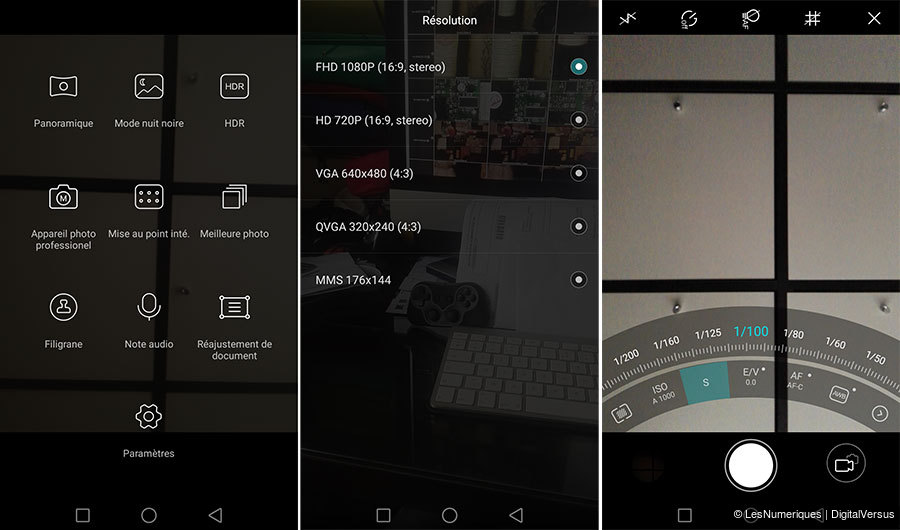 Panoramique
Mode nuit noire
HDR
HDR
M
Appareil photo
professionel
Mise au point inté.
Meilleure photo
Filigrane
Note audio
Réajustement de
document
Paramètres
Résolution
FHD 1080P (16:9, stereo)
HD 720P (16:9, stereo)
VGA 640x480 (4:3)
QVGA 320x240 (4:3)
MMS 176x144
off
AF
1/200
1/160
1/125
1/100
1/80
1/60
1/50
ISO
A 1000
S
E/V
0.0
AF
AF-C
AWB
© LesNumeriques | DigitalVersus